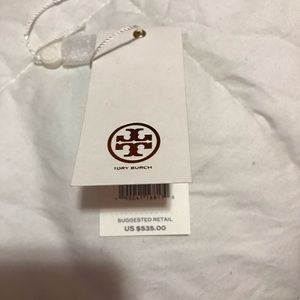 TORY BURCH
SUGGESTED RETAIL
US $535.00